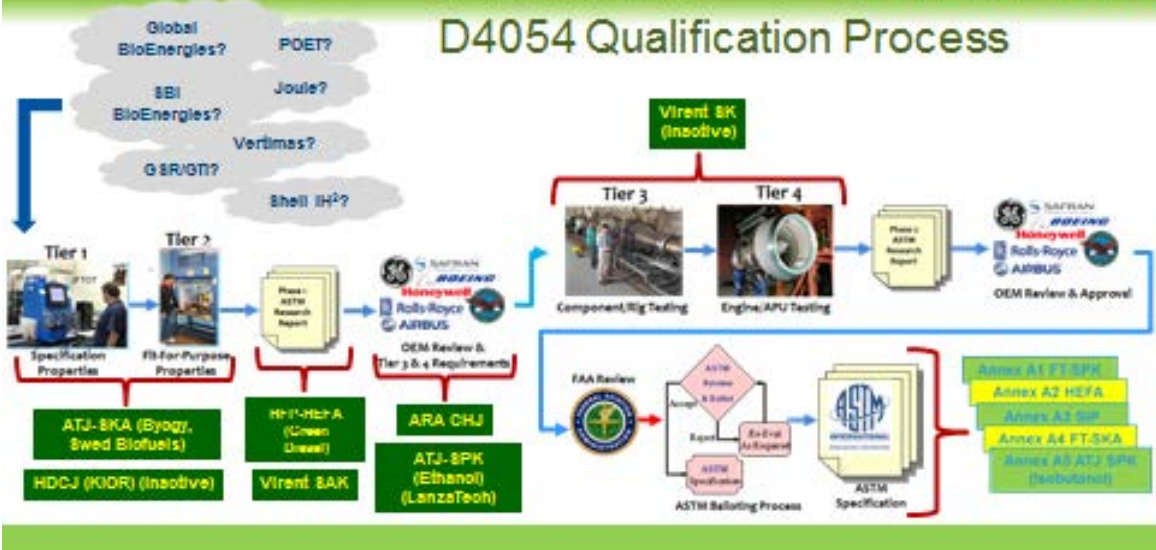 D4054 Qualification Process
Global
BioEnergies?
POET?
SBI
BioEnergies?
Joule?
Vertimas?
GSR/GTI?
Shell IH²?
Virent SK
(Inactive)
Tier 1
Tier 2
Specification
Properties
Fit-For-Purpose
Properties
ASTM
Research
Report
GE
SAFRAN
BOEING
Honeywell
Rolls-Royce
AIRBUS
OEM Review &
Tier 3 & 4 Requirements
Tier 3
Tier 4
Component/Rig Testing
Engine/APU Testing
ASTM
Research
Report
GE
SAFRAN
BOEING
Honeywell
Rolls-Royce
AIRBUS
OEM Review & Approval
ATJ-SKA (Byogy,
Swed Biofuels)
HDCJ (KIOR) (Inactive)
HFP-HEFA
(Green
Diesel)
Virent SAK
ARA CHJ
ATJ-SPK
(Ethanol)
(LanzaTech)
FAA Review
ASTM
Review
& Ballot
Accept
Reject
Re-Eval
As Required
ASTM
Specification
ASTM Balloting Process
ASTM
INTERNATIONAL
ASTM
Specification
Annex A1 FT-SPK
Annex A2 HEFA
Annex A3 SIP
Annex A4 FT-SKA
Annex A5 ATJ SPK
(Isobutanol)